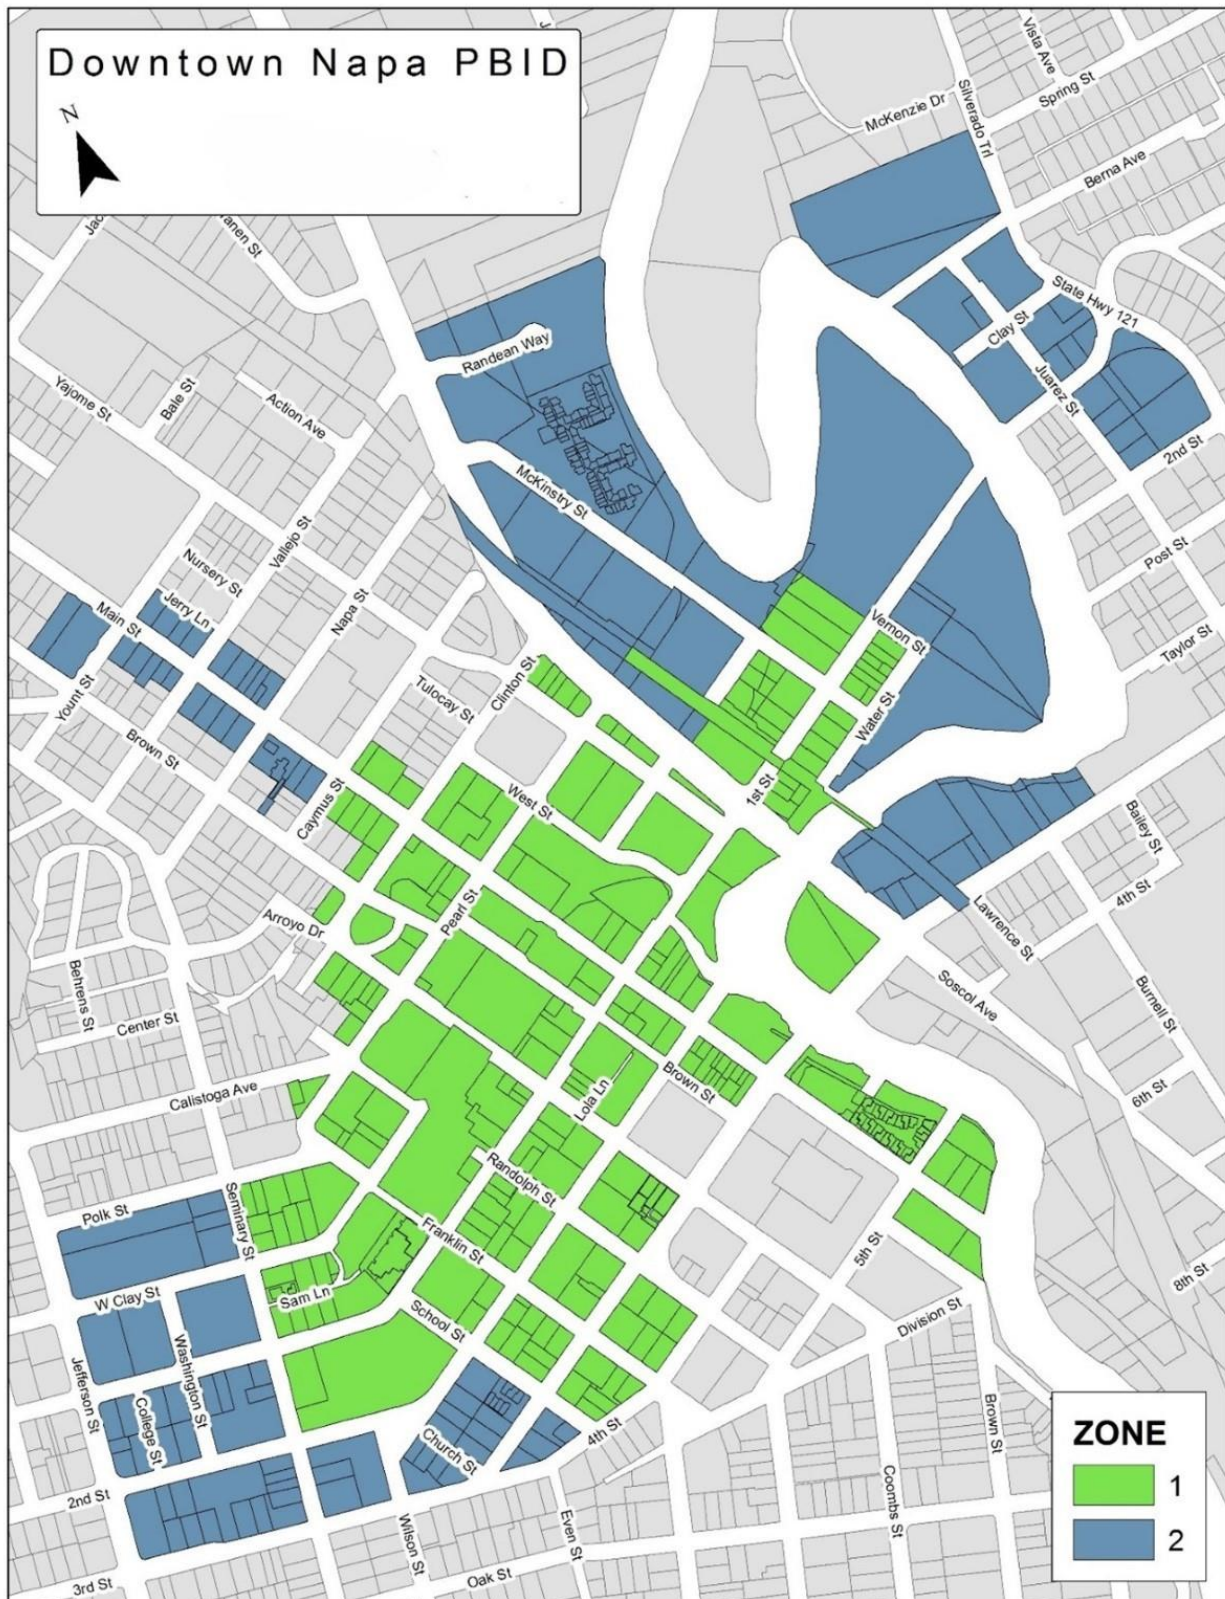 Downtown Napa PBID
N
Vista Ave
Spring St
McKenzie Dr
Silverado Trl
Berna Ave
State Hwy 121
Clay St
Juarez St
2nd St
Randean Way
Yajome St
Bale St
Action Ave
McKinstry St
Post St
Vallejo St
Nursery St
Jerry Ln
Main St
Napa St
Vernon St
Taylor St
Yount St
Tulocay St
Clinton St
Water St
Brown St
Caymus St
West St
1st St
Bailey St
4th St
Pearl St
Arroyo Dr
Lawrence St
Behrens St
Soscol Ave
Burnell St
Center St
Calistoga Ave
Lola Ln
Brown St
6th St
Polk St
Seminary St
Randolph St
Franklin St
5th St
8th St
W Clay St
Sam Ln
School St
Division St
Jefferson St
Washington St
College St
Brown St
Church St
4th St
2nd St
Wilson St
Even St
Coombs St
3rd St
Oak St
ZONE
1
2